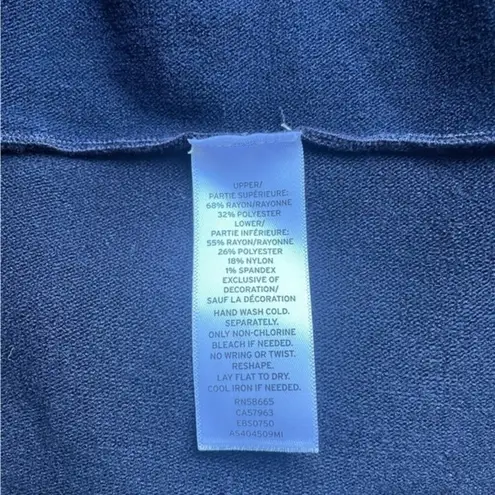 UPPER/
PARTIE SUPÉRIEURE:
68% RAYON/RAYONNE
32% POLYESTER
LOWER/
PARTIE INFÉRIEURE:
55% RAYON/RAYONNE
26% POLYESTER
18% NYLON
1% SPANDEX
EXCLUSIVE OF
DECORATION/
SAUF LA DÉCORATION
HAND WASH COLD.
SEPARATELY.
ONLY NON-CHLORINE
BLEACH IF NEEDED.
NO WRING OR TWIST.
RESHAPE.
LAY FLAT TO DRY.
COOL IRON IF NEEDED.
RN58665
CA57963
EBS0750
A5404509MI